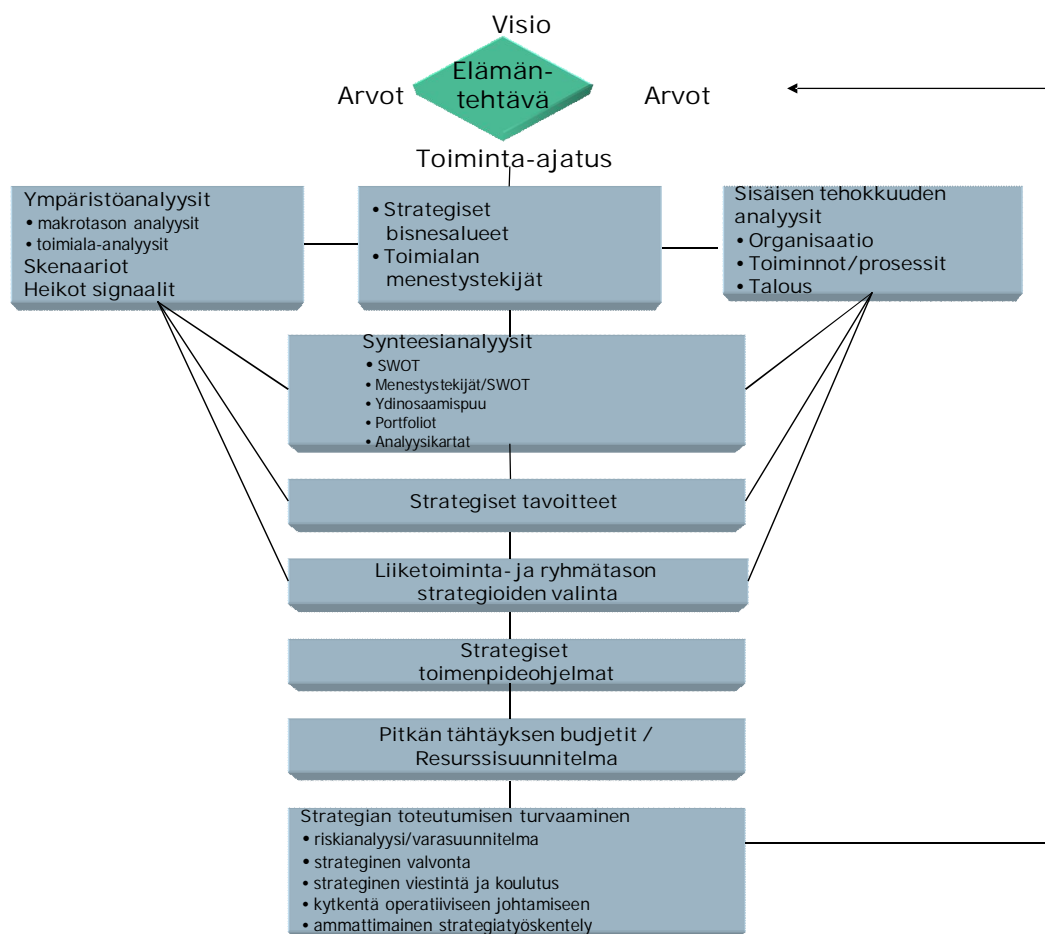 Visio
Elämän-
tehtävä
Arvot
Arvot
Toiminta-ajatus
Ympäristöanalyysit
• makrotason analyysit
• toimiala-analyysit
Skenaariot
Heikot signaalit
• Strategiset
bisnesalueet
• Toimialan
menestystekijät
Sisäisen tehokkuuden
analyysit
• Organisaatio
• Toiminnot/prosessit
• Talous
Synteesianalyysit
• SWOT
• Menestystekijät/SWOT
• Ydinosaamispuu
• Portfoliot
• Analyysikartat
Strategiset tavoitteet
Liiketoiminta- ja ryhmätason
strategioiden valinta
Strategiset
toimenpideohjelmat
Pitkän tähtäyksen budjetit /
Resurssisuunnitelma
Strategian toteutumisen turvaaminen
• riskianalyysi/varasuunnitelma
• strateginen valvonta
• strateginen viestintä ja koulutus
• kytkentä operatiiviseen johtamiseen
• ammattimainen strategiatyöskentely